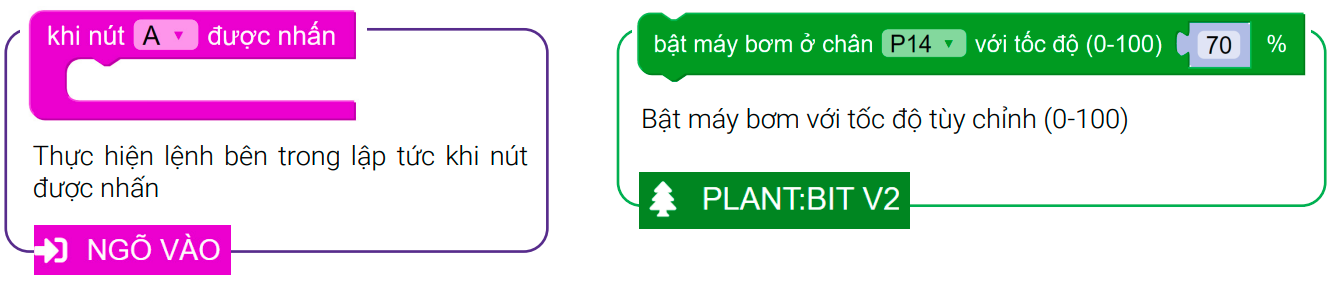 khi nút A được nhấn
Thực hiện lệnh bên trong lập tức khi nút
được nhấn
NGÕ VÀO
bật máy bơm ở chân P14 với tốc độ (0-100) 70 %
Bật máy bơm với tốc độ tùy chỉnh (0-100)
PLANT:BIT V2